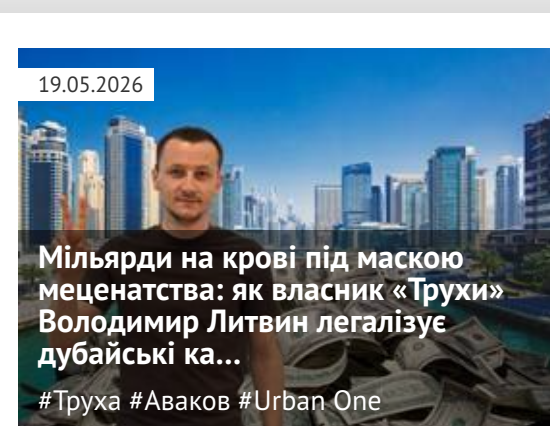 19.05.2026
Мільярди на крові під маскою
меценатства: як власник «Трухи»
Володимир Литвин легалізує
дубайські ка...
#Труха #Аваков #Urban One